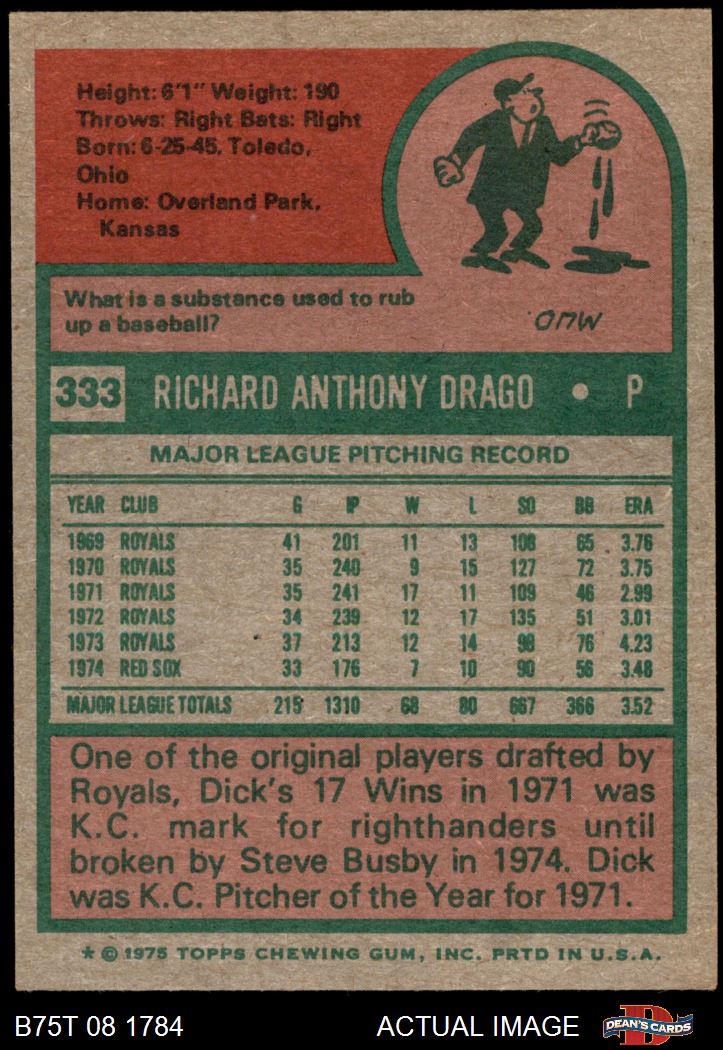 Height: 6'1" Weight: 190
Throws: Right Bats: Right
Born: 6-25-45, Toledo,
Ohio
Home: Overland Park,
Kansas
What is a substance used to rub
up a baseball?
MUD
333 RICHARD ANTHONY DRAGO • P
MAJOR LEAGUE PITCHING RECORD
YEAR CLUB G IP W L SO BB ERA
1969 ROYALS 41 201 11 13 108 65 3.76
1970 ROYALS 35 240 9 15 127 72 3.75
1971 ROYALS 35 241 17 11 109 46 2.99
1972 ROYALS 34 239 12 17 135 51 3.01
1973 ROYALS 37 213 12 14 98 76 4.23
1974 RED SOX 33 176 7 10 90 56 3.48
MAJOR LEAGUE TOTALS 215 1310 68 80 667 366 3.52
One of the original players drafted by
Royals, Dick's 17 Wins in 1971 was
K.C. mark for righthanders until
broken by Steve Busby in 1974. Dick
was K.C. Pitcher of the Year for 1971.
* © 1975 TOPPS CHEWING GUM, INC. PRTD IN U.S.A.
B75T 08 1784 ACTUAL IMAGE DEAN'S CARDS